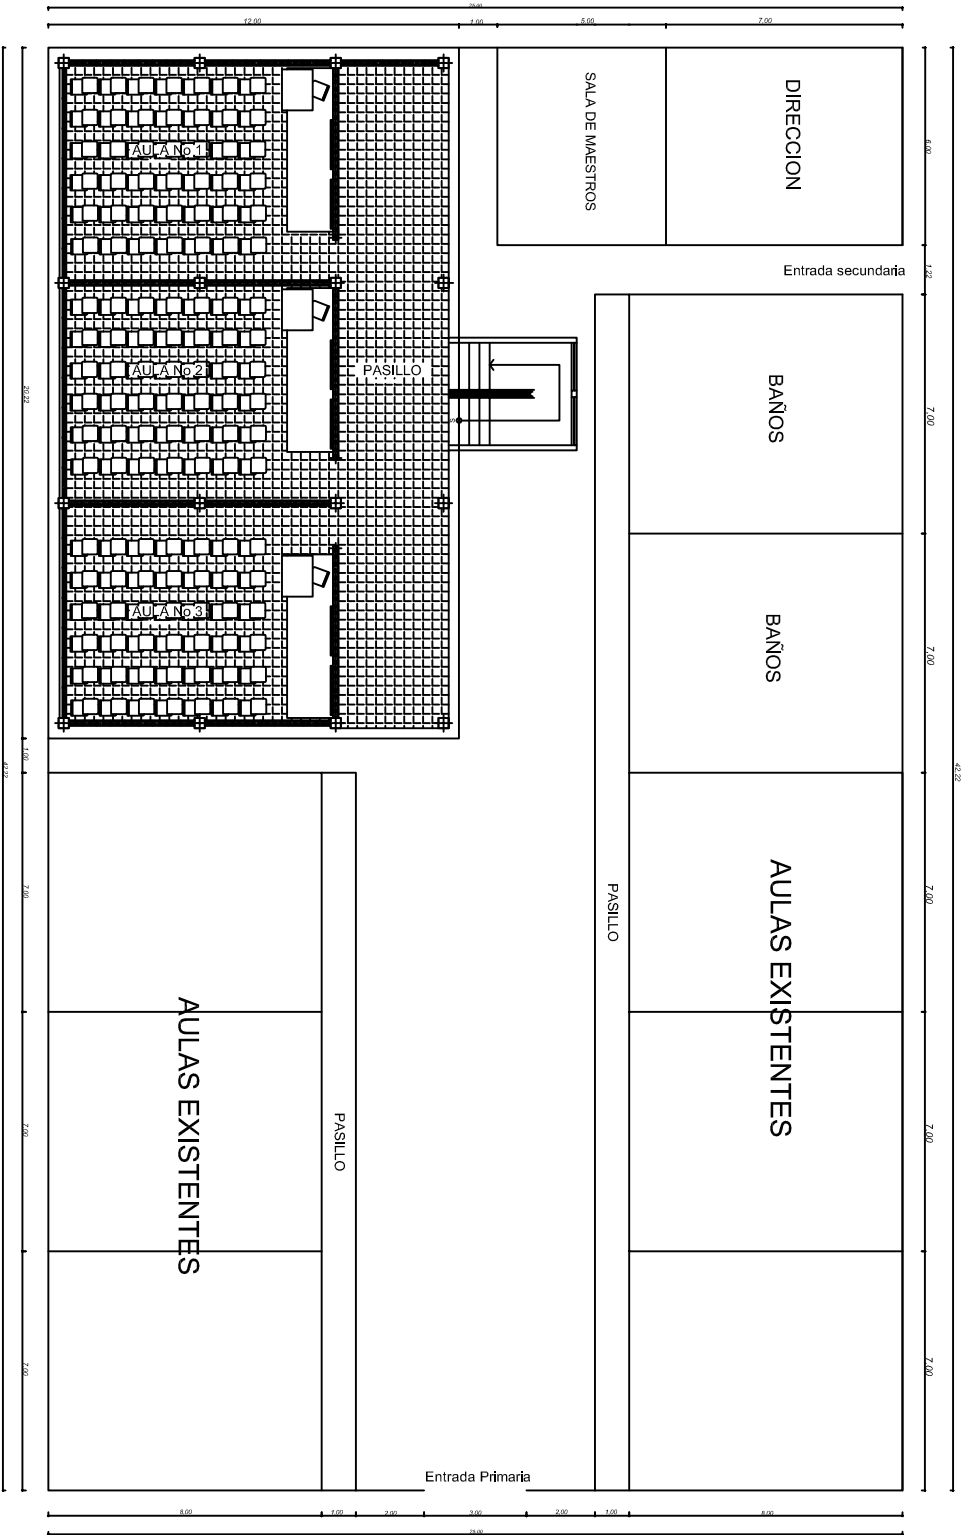 25.00
12.00
1.00
5.00
7.00
SALA DE MAESTROS
DIRECCION
6.00
AULA No 1
Entrada secundaria
1.22
AULA No 2
PASILLO
20.22
BAÑOS
7.00
S
BAÑOS
7.00
AULA No 3
1.00
42.22
42.22
7.00
PASILLO
AULAS EXISTENTES
7.00
AULAS EXISTENTES
PASILLO
7.00
7.00
7.00
7.00
Entrada Primaria
8.00
1.00
2.00
3.00
2.00
1.00
8.00
25.00